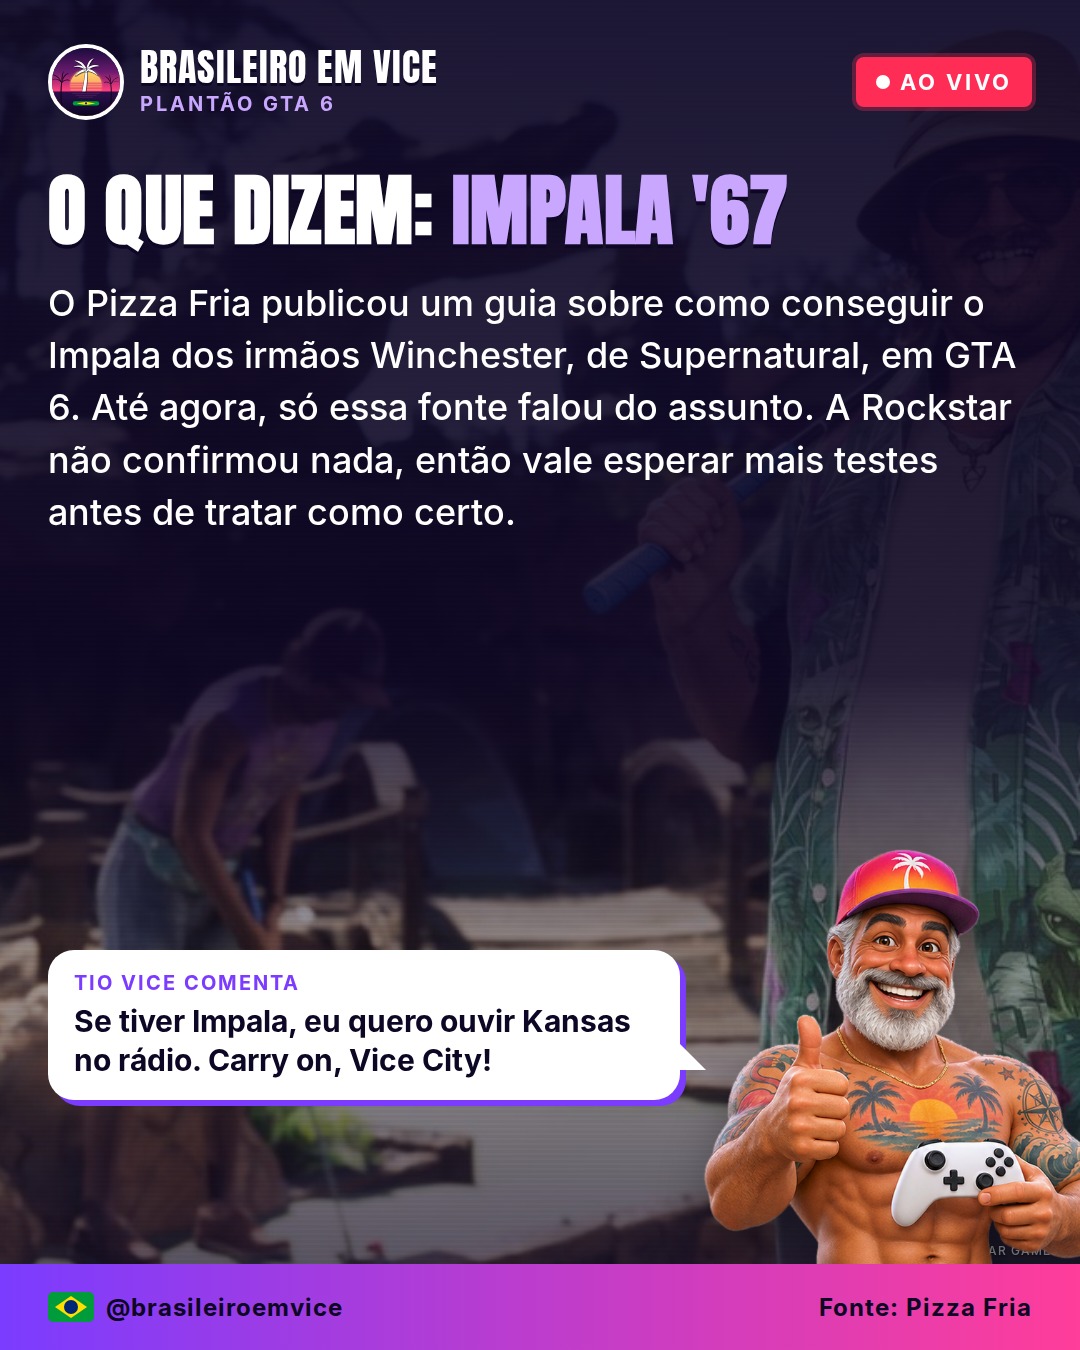 BRASILEIRO EM VICE
PLANTÃO GTA 6
AO VIVO
O QUE DIZEM: IMPALA '67
O Pizza Fria publicou um guia sobre como conseguir o
Impala dos irmãos Winchester, de Supernatural, em GTA
6. Até agora, só essa fonte falou do assunto. A Rockstar
não confirmou nada, então vale esperar mais testes
antes de tratar como certo.
TIO VICE COMENTA
Se tiver Impala, eu quero ouvir Kansas
no rádio. Carry on, Vice City!
@brasileiroemvice
Fonte: Pizza Fria